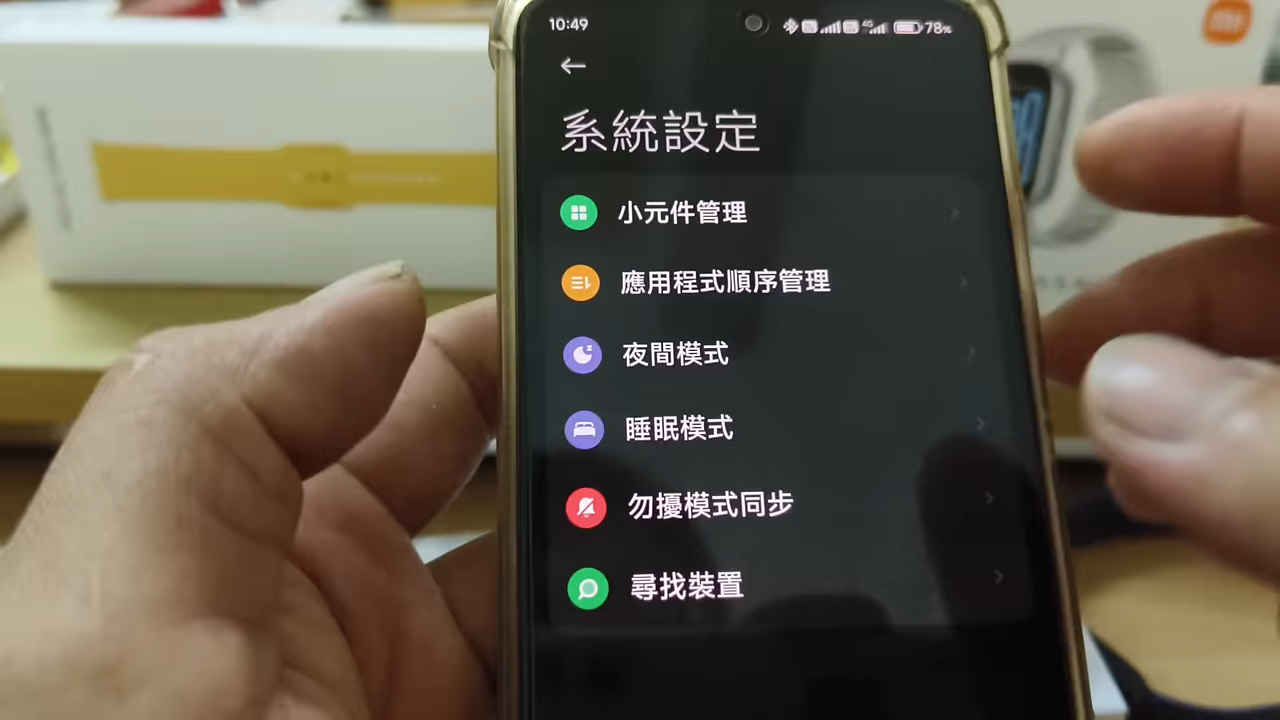 10:49
4G
78%
系統設定
小元件管理
應用程式順序管理
夜間模式
睡眠模式
勿擾模式同步
尋找裝置
mi